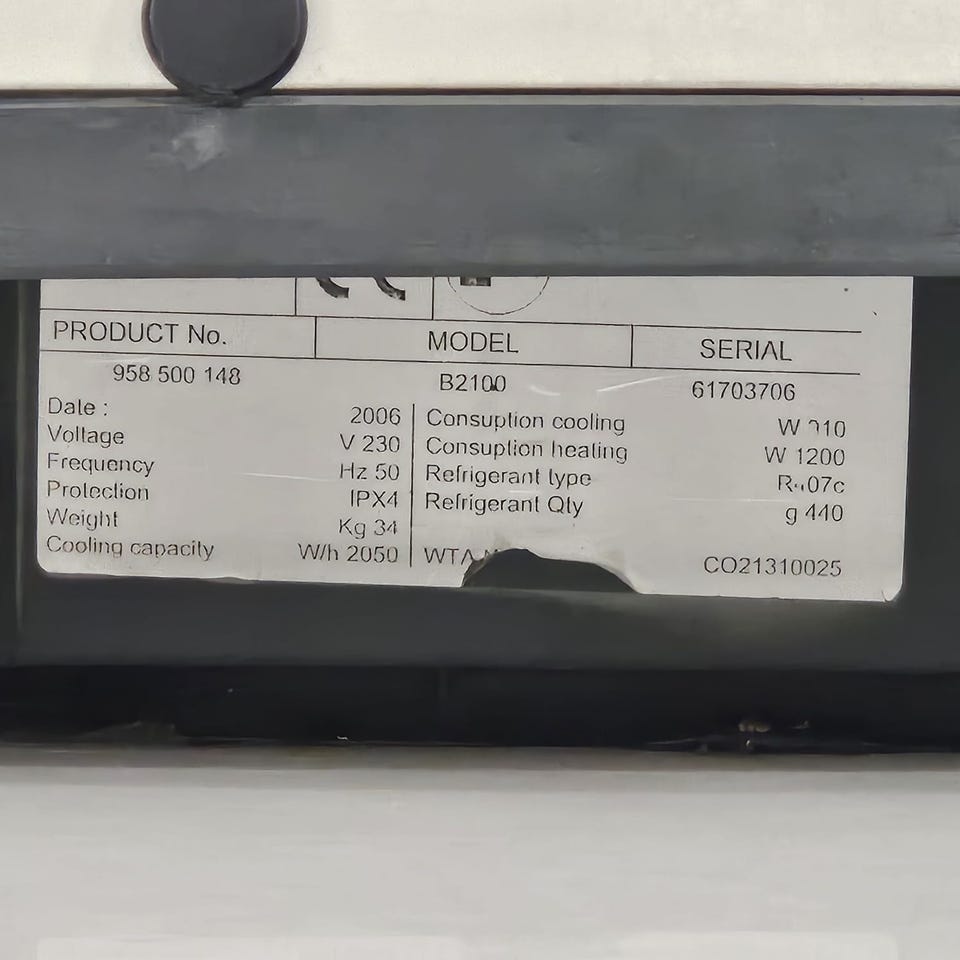 PRODUCT No. MODEL SERIAL
958 500 148 B2100 61703706
Date : 2006 Consuption cooling W
Voltage V 230 Consuption heating W 1200
Frequency Hz 50 Refrigerant type
Protection IPX4 Refrigerant Qty g 440
Weight Kg 34
Cooling capacity W/h 2050 CO21310025